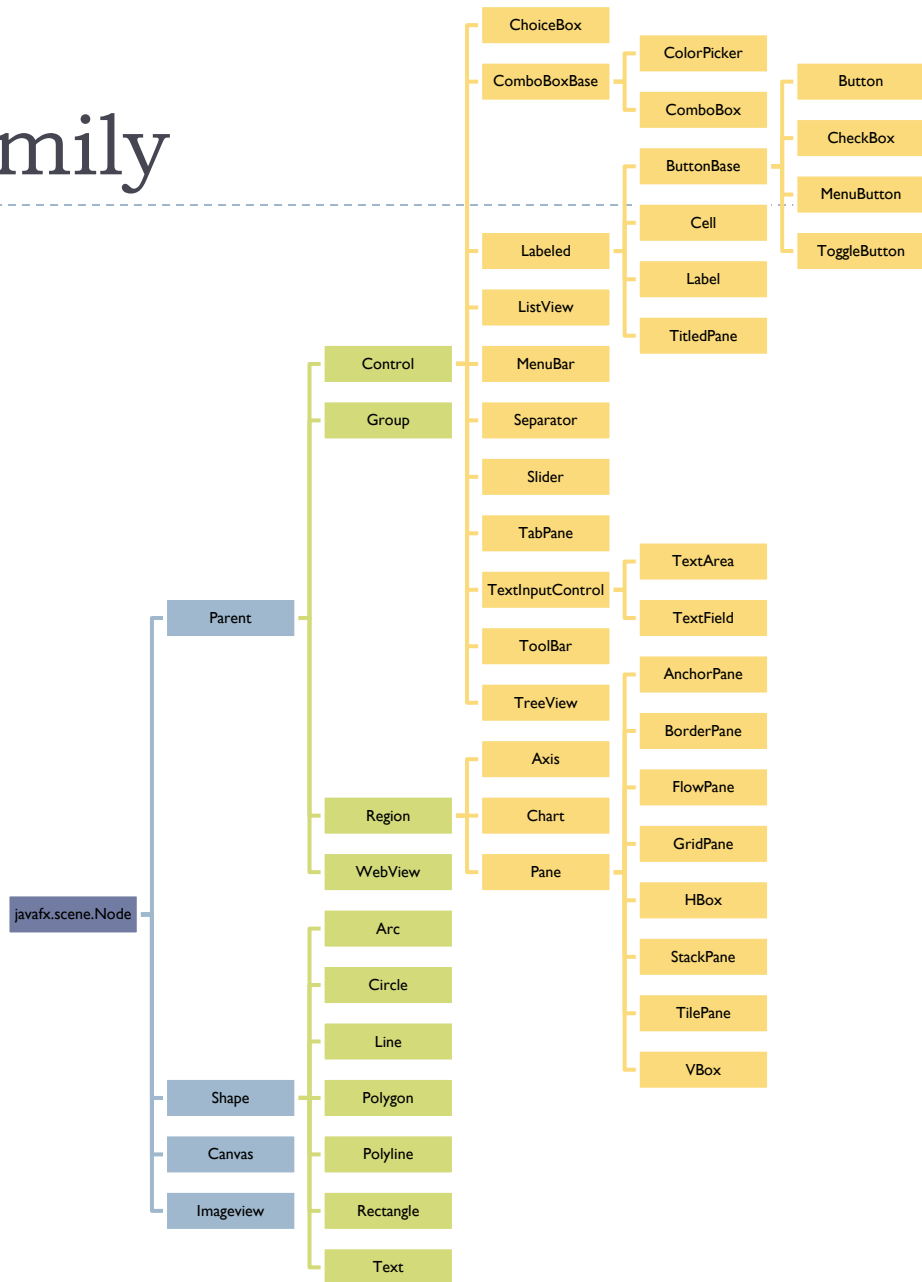 mily
javafx.scene.Node
Parent
Control
ChoiceBox
ComboBoxBase
ColorPicker
ComboBox
Labeled
ButtonBase
Button
CheckBox
MenuButton
ToggleButton
Cell
Label
TitledPane
ListView
MenuBar
Separator
Slider
TabPane
TextInputControl
TextArea
TextField
ToolBar
TreeView
Group
Region
Axis
Chart
Pane
AnchorPane
BorderPane
FlowPane
GridPane
HBox
StackPane
TilePane
VBox
WebView
Shape
Arc
Circle
Line
Polygon
Polyline
Rectangle
Text
Canvas
Imageview